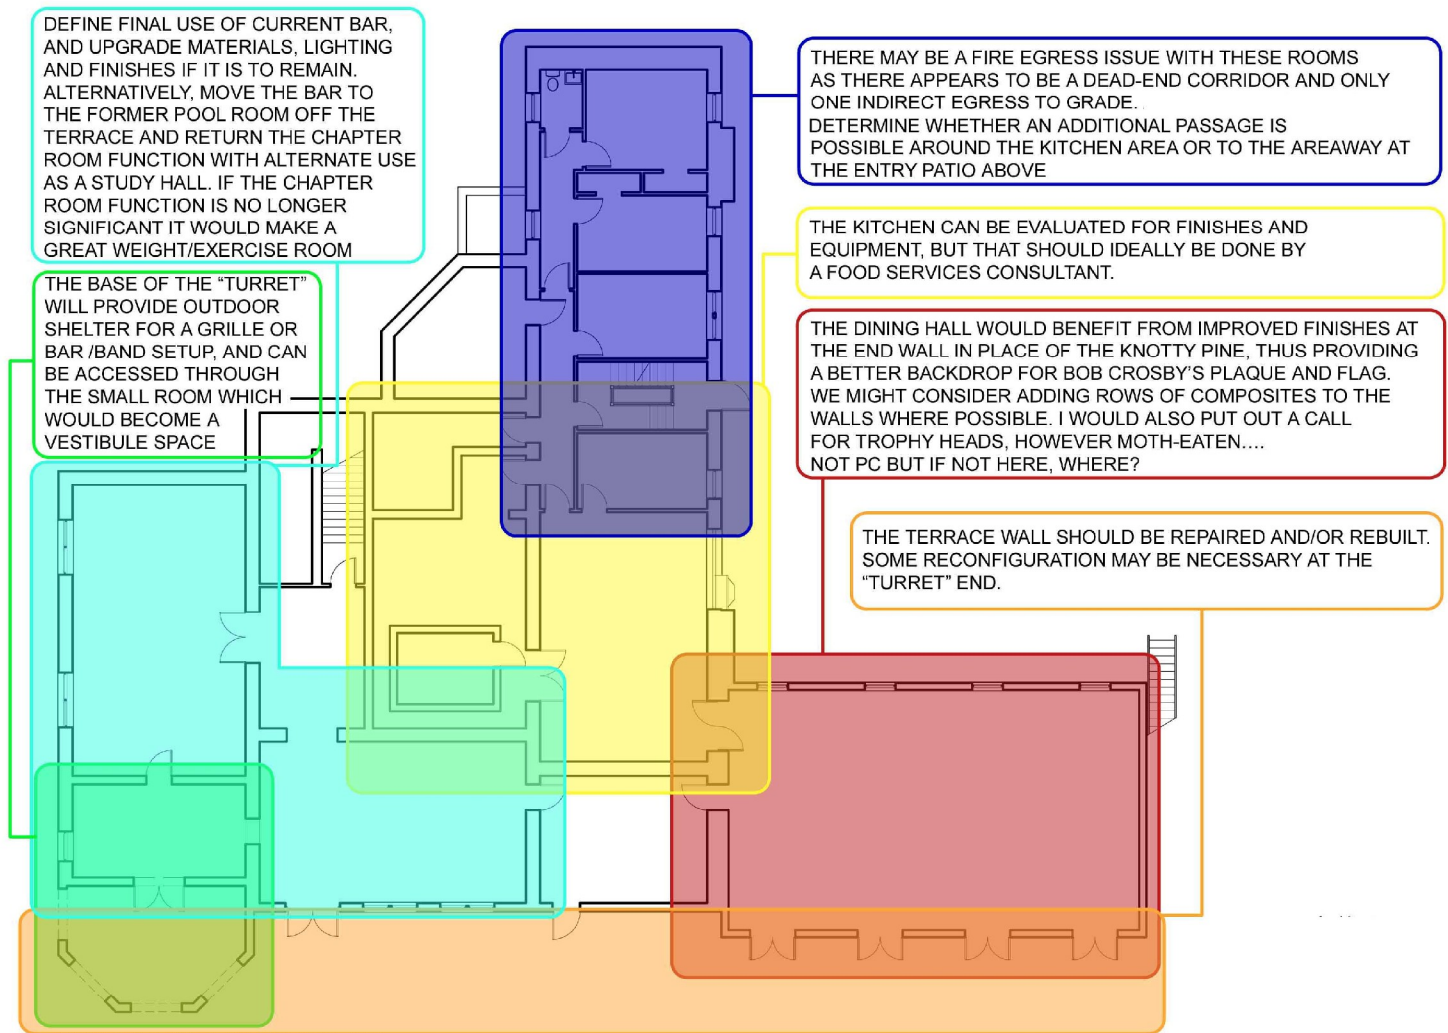 DEFINE FINAL USE OF CURRENT BAR,
AND UPGRADE MATERIALS, LIGHTING
AND FINISHES IF IT IS TO REMAIN.
ALTERNATIVELY, MOVE THE BAR TO
THE FORMER POOL ROOM OFF THE
TERRACE AND RETURN THE CHAPTER
ROOM FUNCTION WITH ALTERNATE USE
AS A STUDY HALL. IF THE CHAPTER
ROOM FUNCTION IS NO LONGER
SIGNIFICANT IT WOULD MAKE A
GREAT WEIGHT/EXERCISE ROOM
THE BASE OF THE “TURRET”
WILL PROVIDE OUTDOOR
SHELTER FOR A GRILLE OR
BAR /BAND SETUP, AND CAN
BE ACCESSED THROUGH
THE SMALL ROOM WHICH
WOULD BECOME A
VESTIBULE SPACE
THERE MAY BE A FIRE EGRESS ISSUE WITH THESE ROOMS
AS THERE APPEARS TO BE A DEAD-END CORRIDOR AND ONLY
ONE INDIRECT EGRESS TO GRADE.
DETERMINE WHETHER AN ADDITIONAL PASSAGE IS
POSSIBLE AROUND THE KITCHEN AREA OR TO THE AREAWAY AT
THE ENTRY PATIO ABOVE
THE KITCHEN CAN BE EVALUATED FOR FINISHES AND
EQUIPMENT, BUT THAT SHOULD IDEALLY BE DONE BY
A FOOD SERVICES CONSULTANT.
THE DINING HALL WOULD BENEFIT FROM IMPROVED FINISHES AT
THE END WALL IN PLACE OF THE KNOTTY PINE, THUS PROVIDING
A BETTER BACKDROP FOR BOB CROSBY’S PLAQUE AND FLAG.
WE MIGHT CONSIDER ADDING ROWS OF COMPOSITES TO THE
WALLS WHERE POSSIBLE. I WOULD ALSO PUT OUT A CALL
FOR TROPHY HEADS, HOWEVER MOTH-EATEN....
NOT PC BUT IF NOT HERE, WHERE?
THE TERRACE WALL SHOULD BE REPAIRED AND/OR REBUILT.
SOME RECONFIGURATION MAY BE NECESSARY AT THE
“TURRET” END.